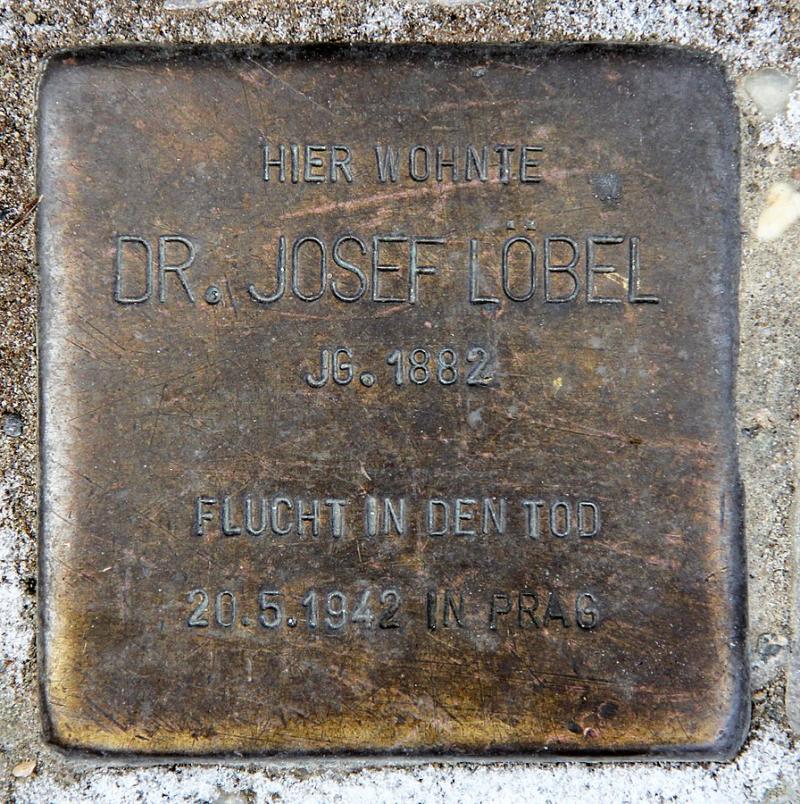 HIER WOHNTE
DR. JOSEF LÖBEL
JG. 1882
FLUCHT IN DEN TOD
20.5.1942 IN PRAG